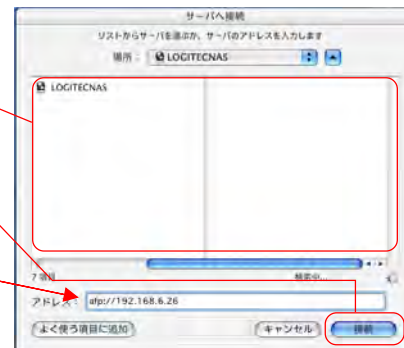 サーバへ接続
リストからサーバを選ぶか、サーバのアドレスを入力します
場所： LOGITECNAS
LOGITECNAS
7 項目 検索中...
アドレス： afp://192.168.6.26
よく使う項目に追加 キャンセル 接続